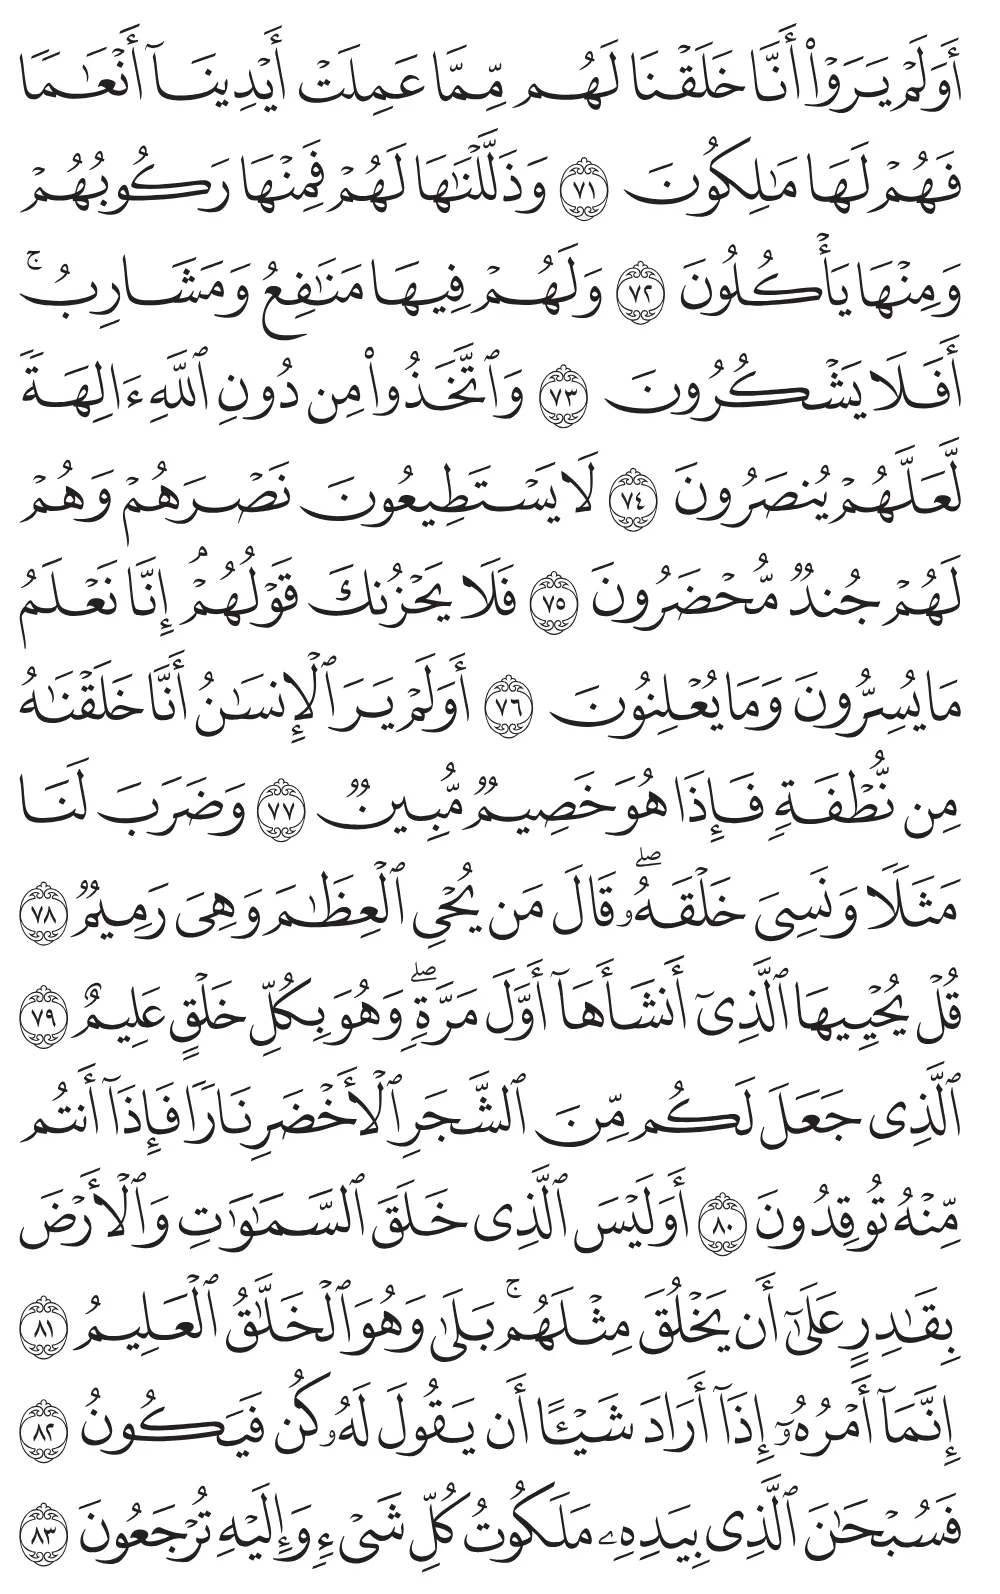 أَوَلَمْ يَرَوْا۟ أَنَّا خَلَقْنَا لَهُم مِّمَّا عَمِلَتْ أَيْدِينَآ أَنْعَـٰمًا
فَهُمْ لَهَا مَـٰلِكُونَ ٧١ وَذَلَّلْنَـٰهَا لَهُمْ فَمِنْهَا رَكُوبُهُمْ
وَمِنْهَا يَأْكُلُونَ ٧٢ وَلَهُمْ فِيهَا مَنَـٰفِعُ وَمَشَارِبُ ۚ
أَفَلَا يَشْكُرُونَ ٧٣ وَٱتَّخَذُوا۟ مِن دُونِ ٱللَّهِ ءَالِهَةً
لَّعَلَّهُمْ يُنصَرُونَ ٧٤ لَا يَسْتَطِيعُونَ نَصْرَهُمْ وَهُمْ
لَهُمْ جُندٌ مُّحْضَرُونَ ٧٥ فَلَا يَحْزُنكَ قَوْلُهُمْ ۘ إِنَّا نَعْلَمُ
مَا يُسِرُّونَ وَمَا يُعْلِنُونَ ٧٦ أَوَلَمْ يَرَ ٱلْإِنسَـٰنُ أَنَّا خَلَقْنَـٰهُ
مِن نُّطْفَةٍ فَإِذَا هُوَ خَصِيمٌ مُّبِينٌ ٧٧ وَضَرَبَ لَنَا
مَثَلًا وَنَسِىَ خَلْقَهُۥ ۖ قَالَ مَن يُحْىِ ٱلْعِظَـٰمَ وَهِىَ رَمِيمٌ ٧٨
قُلْ يُحْيِيهَا ٱلَّذِىٓ أَنشَأَهَآ أَوَّلَ مَرَّةٍ ۖ وَهُوَ بِكُلِّ خَلْقٍ عَلِيمٌ ٧٩
ٱلَّذِى جَعَلَ لَكُم مِّنَ ٱلشَّجَرِ ٱلْأَخْضَرِ نَارًا فَإِذَآ أَنتُم
مِّنْهُ تُوقِدُونَ ٨٠ أَوَلَيْسَ ٱلَّذِى خَلَقَ ٱلسَّمَـٰوَٰتِ وَٱلْأَرْضَ
بِقَـٰدِرٍ عَلَىٰٓ أَن يَخْلُقَ مِثْلَهُم ۚ بَلَىٰ وَهُوَ ٱلْخَلَّـٰقُ ٱلْعَلِيمُ ٨١
إِنَّمَآ أَمْرُهُۥٓ إِذَآ أَرَادَ شَيْـًٔا أَن يَقُولَ لَهُۥ كُن فَيَكُونُ ٨٢
فَسُبْحَـٰنَ ٱلَّذِى بِيَدِهِۦ مَلَكُوتُ كُلِّ شَىْءٍ وَإِلَيْهِ تُرْجَعُونَ ٨٣